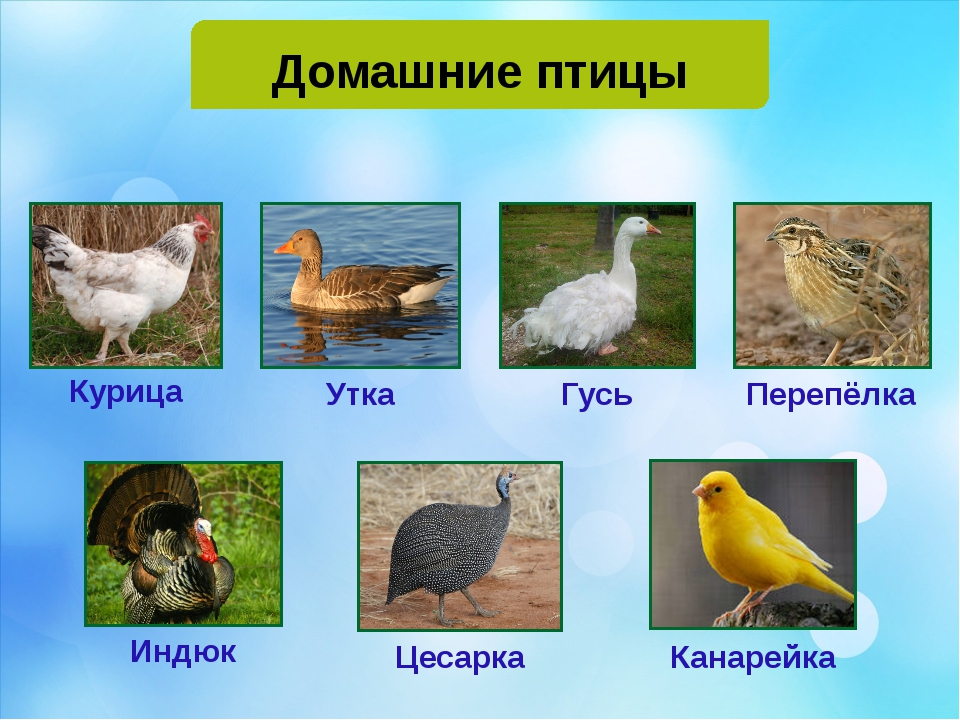 Домашние птицы
Курица
Утка
Гусь
Перепёлка
Индюк
Цесарка
Канарейка